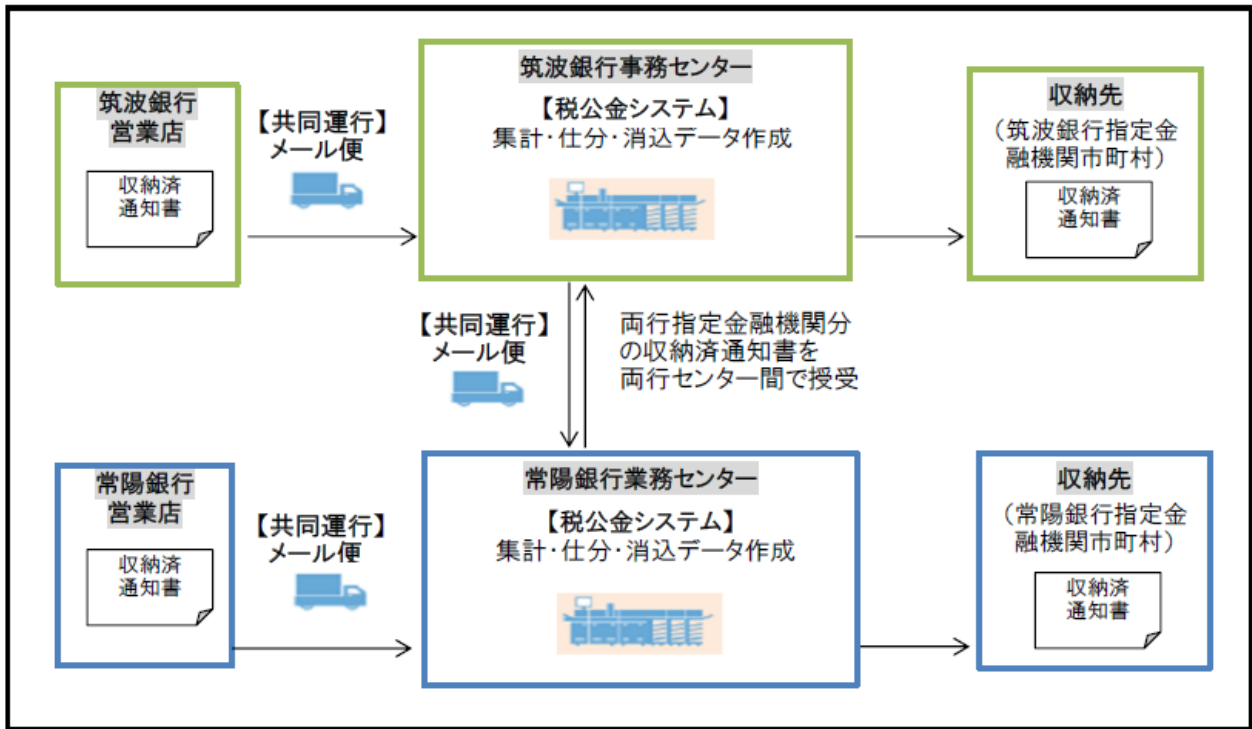 筑波銀行
営業店
収納済
通知書
【共同運行】
メール便
筑波銀行事務センター
【税公金システム】
集計・仕分・消込データ作成
収納先
（筑波銀行指定金
融機関市町村）
収納済
通知書
【共同運行】
メール便
両行指定金融機関分
の収納済通知書を
両行センター間で授受
常陽銀行
営業店
収納済
通知書
【共同運行】
メール便
常陽銀行業務センター
【税公金システム】
集計・仕分・消込データ作成
収納先
（常陽銀行指定金
融機関市町村）
収納済
通知書